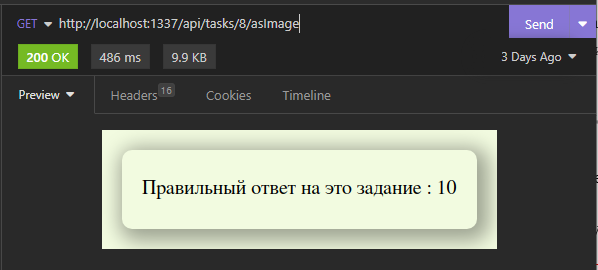 GET http://localhost:1337/api/tasks/8/asImage Send
200 OK 486 ms 9.9 KB 3 Days Ago
Preview Headers 16 Cookies Timeline
Правильный ответ на это задание : 10